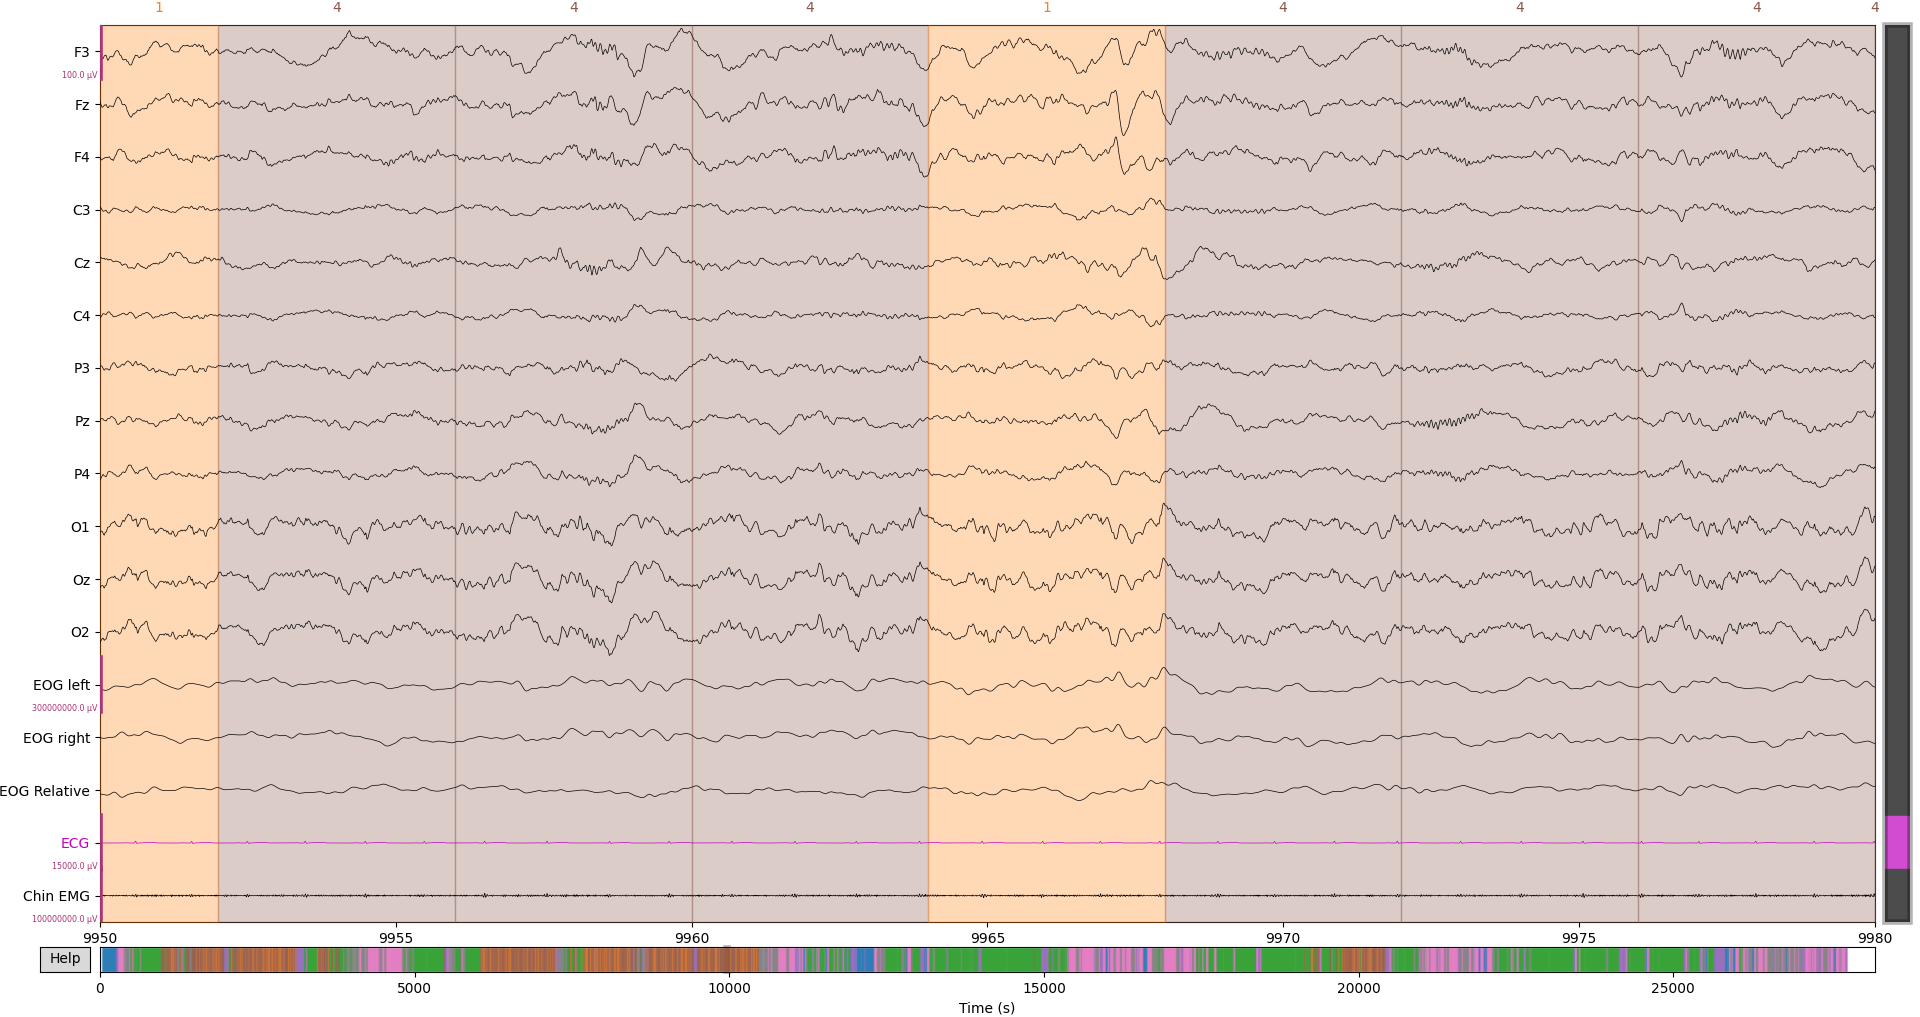 1 4 4 4 1 4 4 4 4
F3
100.0 µV
Fz
F4
C3
Cz
C4
P3
Pz
P4
O1
Oz
O2
EOG left
300000000.0 µV
EOG right
EOG Relative
ECG
15000.0 µV
Chin EMG
100000000.0 µV
9950 9955 9960 9965 9970 9975 9980
Help
0 5000 10000 15000 20000 25000
Time (s)